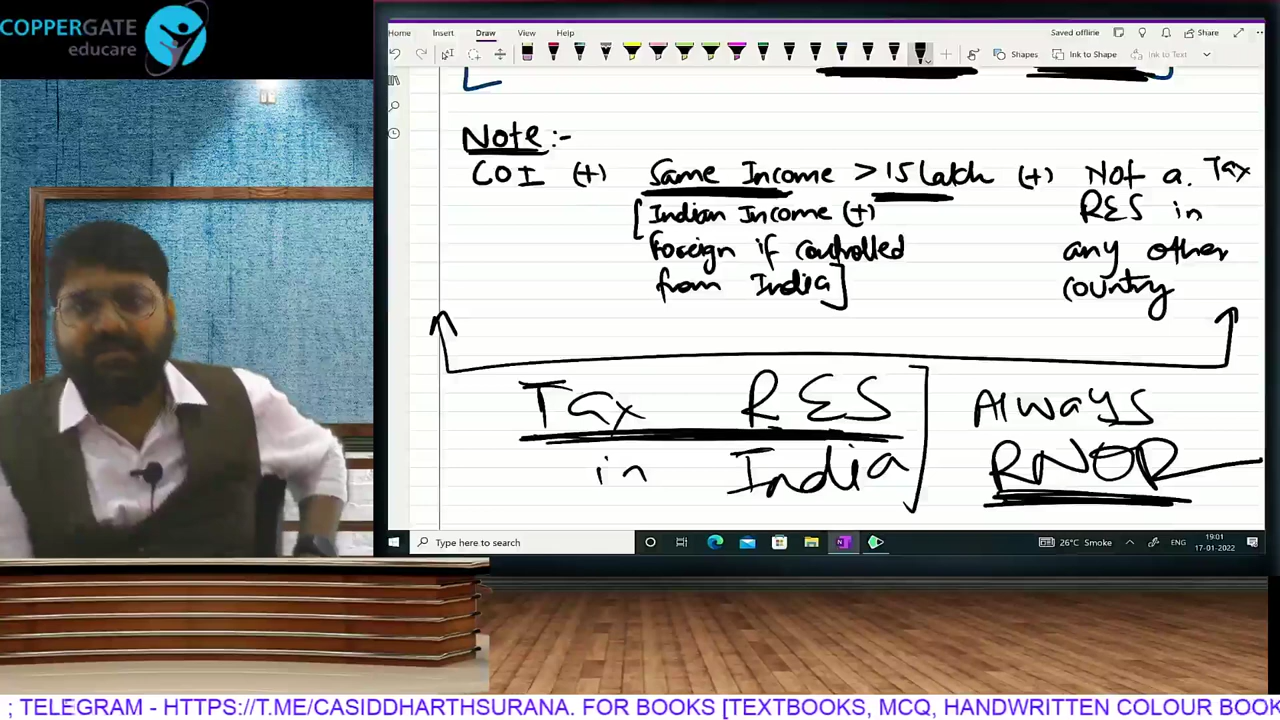 COPPERGATE
educare
Home Insert Draw View Help
Saved offline Share
Shapes Ink to Shape Ink to Text
Note :-
COI (+) Same Income > 15 Lakh (+) Not a. Tax
[Indian Income (+) RES in
Foreign if controlled any other
from India] country
Tax RES Always
in India RNOR
Type here to search
26°C Smoke ENG 19:01
17-01-2022
; TELEGRAM - HTTPS://T.ME/CASIDDHARTHSURANA. FOR BOOKS [TEXTBOOKS, MCQ, HANDWRITTEN COLOUR BOOK